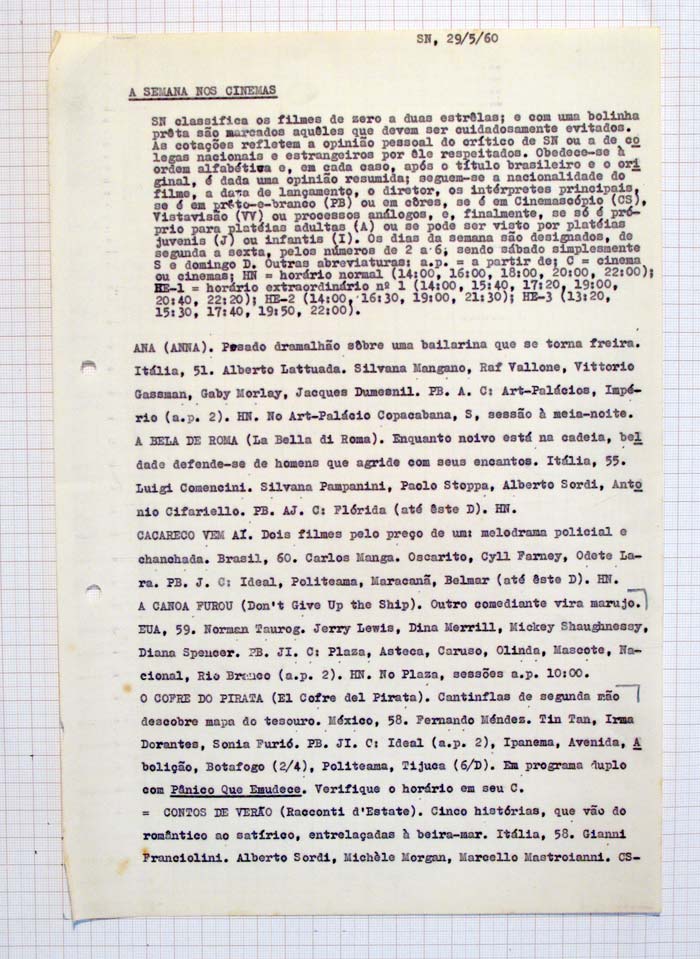 SN, 29/5/60
A SEMANA NOS CINEMAS
SN classifica os filmes de zero a duas estrêlas; e com uma bolinha
prêta são marcados aquêles que devem ser cuidadosamente evitados.
As cotações refletem a opinião pessoal do crítico de SN ou a de co
legas nacionais e estrangeiros por êle respeitados. Obedece-se à
ordem alfabética e, em cada caso, após o título brasileiro e o ori
ginal, é dada uma opinião resumida; seguem-se a nacionalidade do
filme, a data de lançamento, o diretor, os intérpretes principais,
se é em prêto-e-branco (PB) ou em côres, se é em Cinemascópio (CS),
Vistavisão (VV) ou processos análogos, e, finalmente, se só é pró-
prio para platéias adultas (A) ou se pode ser visto por platéias
juvenis (J) ou infantis (I). Os dias da semana são designados, de
segunda a sexta, pelos números de 2 a 6, sendo sábado simplesmente
S e domingo D. Outras abreviaturas: a.p. = a partir de; C = cinema
ou cinemas; HN = horário normal (14:00, 16:00, 18:00, 20:00, 22:00);
HE-1 = horário extraordinário nº 1 (14:00, 15:40, 17:20, 19:00,
20:40, 22:20); HE-2 (14:00, 16:30, 19:00, 21:30); HE-3 (13:20,
15:30, 17:40, 19:50, 22:00).
ANA (ANNA). Pesado dramalhão sôbre uma bailarina que se torna freira.
Itália, 51. Alberto Lattuada. Silvana Mangano, Raf Vallone, Vittorio
Gassman, Gaby Morlay, Jacques Dumesnil. PB. A. C: Art-Palácios, Impé-
rio (a.p. 2). HN. No Art-Palácio Copacabana, S, sessão à meia-noite.
A BELA DE ROMA (La Bella di Roma). Enquanto noivo está na cadeia, bel
dade defende-se de homens que agride com seus encantos. Itália, 55.
Luigi Comencini. Silvana Pampanini, Paolo Stoppa, Alberto Sordi, Anto
nio Cifariello. PB. AJ. C: Flórida (até êste D). HN.
CACARECO VEM AÍ. Dois filmes pelo preço de um: melodrama policial e
chanchada. Brasil, 60. Carlos Manga. Oscarito, Cyll Farney, Odete La-
ra. PB. J. C: Ideal, Politeama, Maracanã, Belmar (até êste D). HN.
A CANOA FUROU (Don't Give Up the Ship). Outro comediante vira marujo.
EUA, 59. Norman Taurog. Jerry Lewis, Dina Merrill, Mickey Shaughnessy,
Diana Spencer. PB. JI. C: Plaza, Asteca, Caruso, Olinda, Mascote, Na-
cional, Rio Branco (a.p. 2). HN. No Plaza, sessões a.p. 10:00.
O COFRE DO PIRATA (El Cofre del Pirata). Cantinflas de segunda mão
descobre mapa do tesouro. México, 58. Fernando Méndez. Tin Tan, Irma
Dorantes, Sonia Furió. PB. JI. C: Ideal (a.p. 2), Ipanema, Avenida, A
bolição, Botafogo (2/4), Politeama, Tijuca (6/D). Em programa duplo
com Pânico Que Emudece. Verifique o horário em seu C.
= CONTOS DE VERÃO (Racconti d'Estate). Cinco histórias, que vão do
romântico ao satírico, entrelaçadas à beira-mar. Itália, 58. Gianni
Franciolini. Alberto Sordi, Michèle Morgan, Marcello Mastroianni. CS-